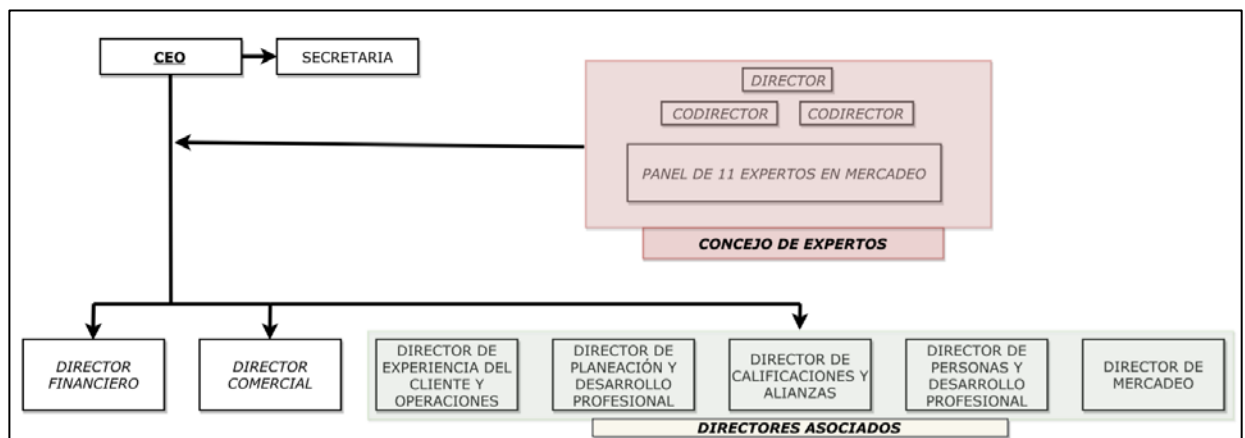 CEO
SECRETARIA
DIRECTOR
CODIRECTOR
CODIRECTOR
PANEL DE 11 EXPERTOS EN MERCADEO
CONCEJO DE EXPERTOS
DIRECTOR
FINANCIERO
DIRECTOR
COMERCIAL
DIRECTOR DE
EXPERIENCIA DEL
CLIENTE Y
OPERACIONES
DIRECTOR DE
PLANEACIÓN Y
DESARROLLO
PROFESIONAL
DIRECTOR DE
CALIFICACIONES Y
ALIANZAS
DIRECTOR DE
PERSONAS Y
DESARROLLO
PROFESIONAL
DIRECTOR DE
MERCADEO
DIRECTORES ASOCIADOS